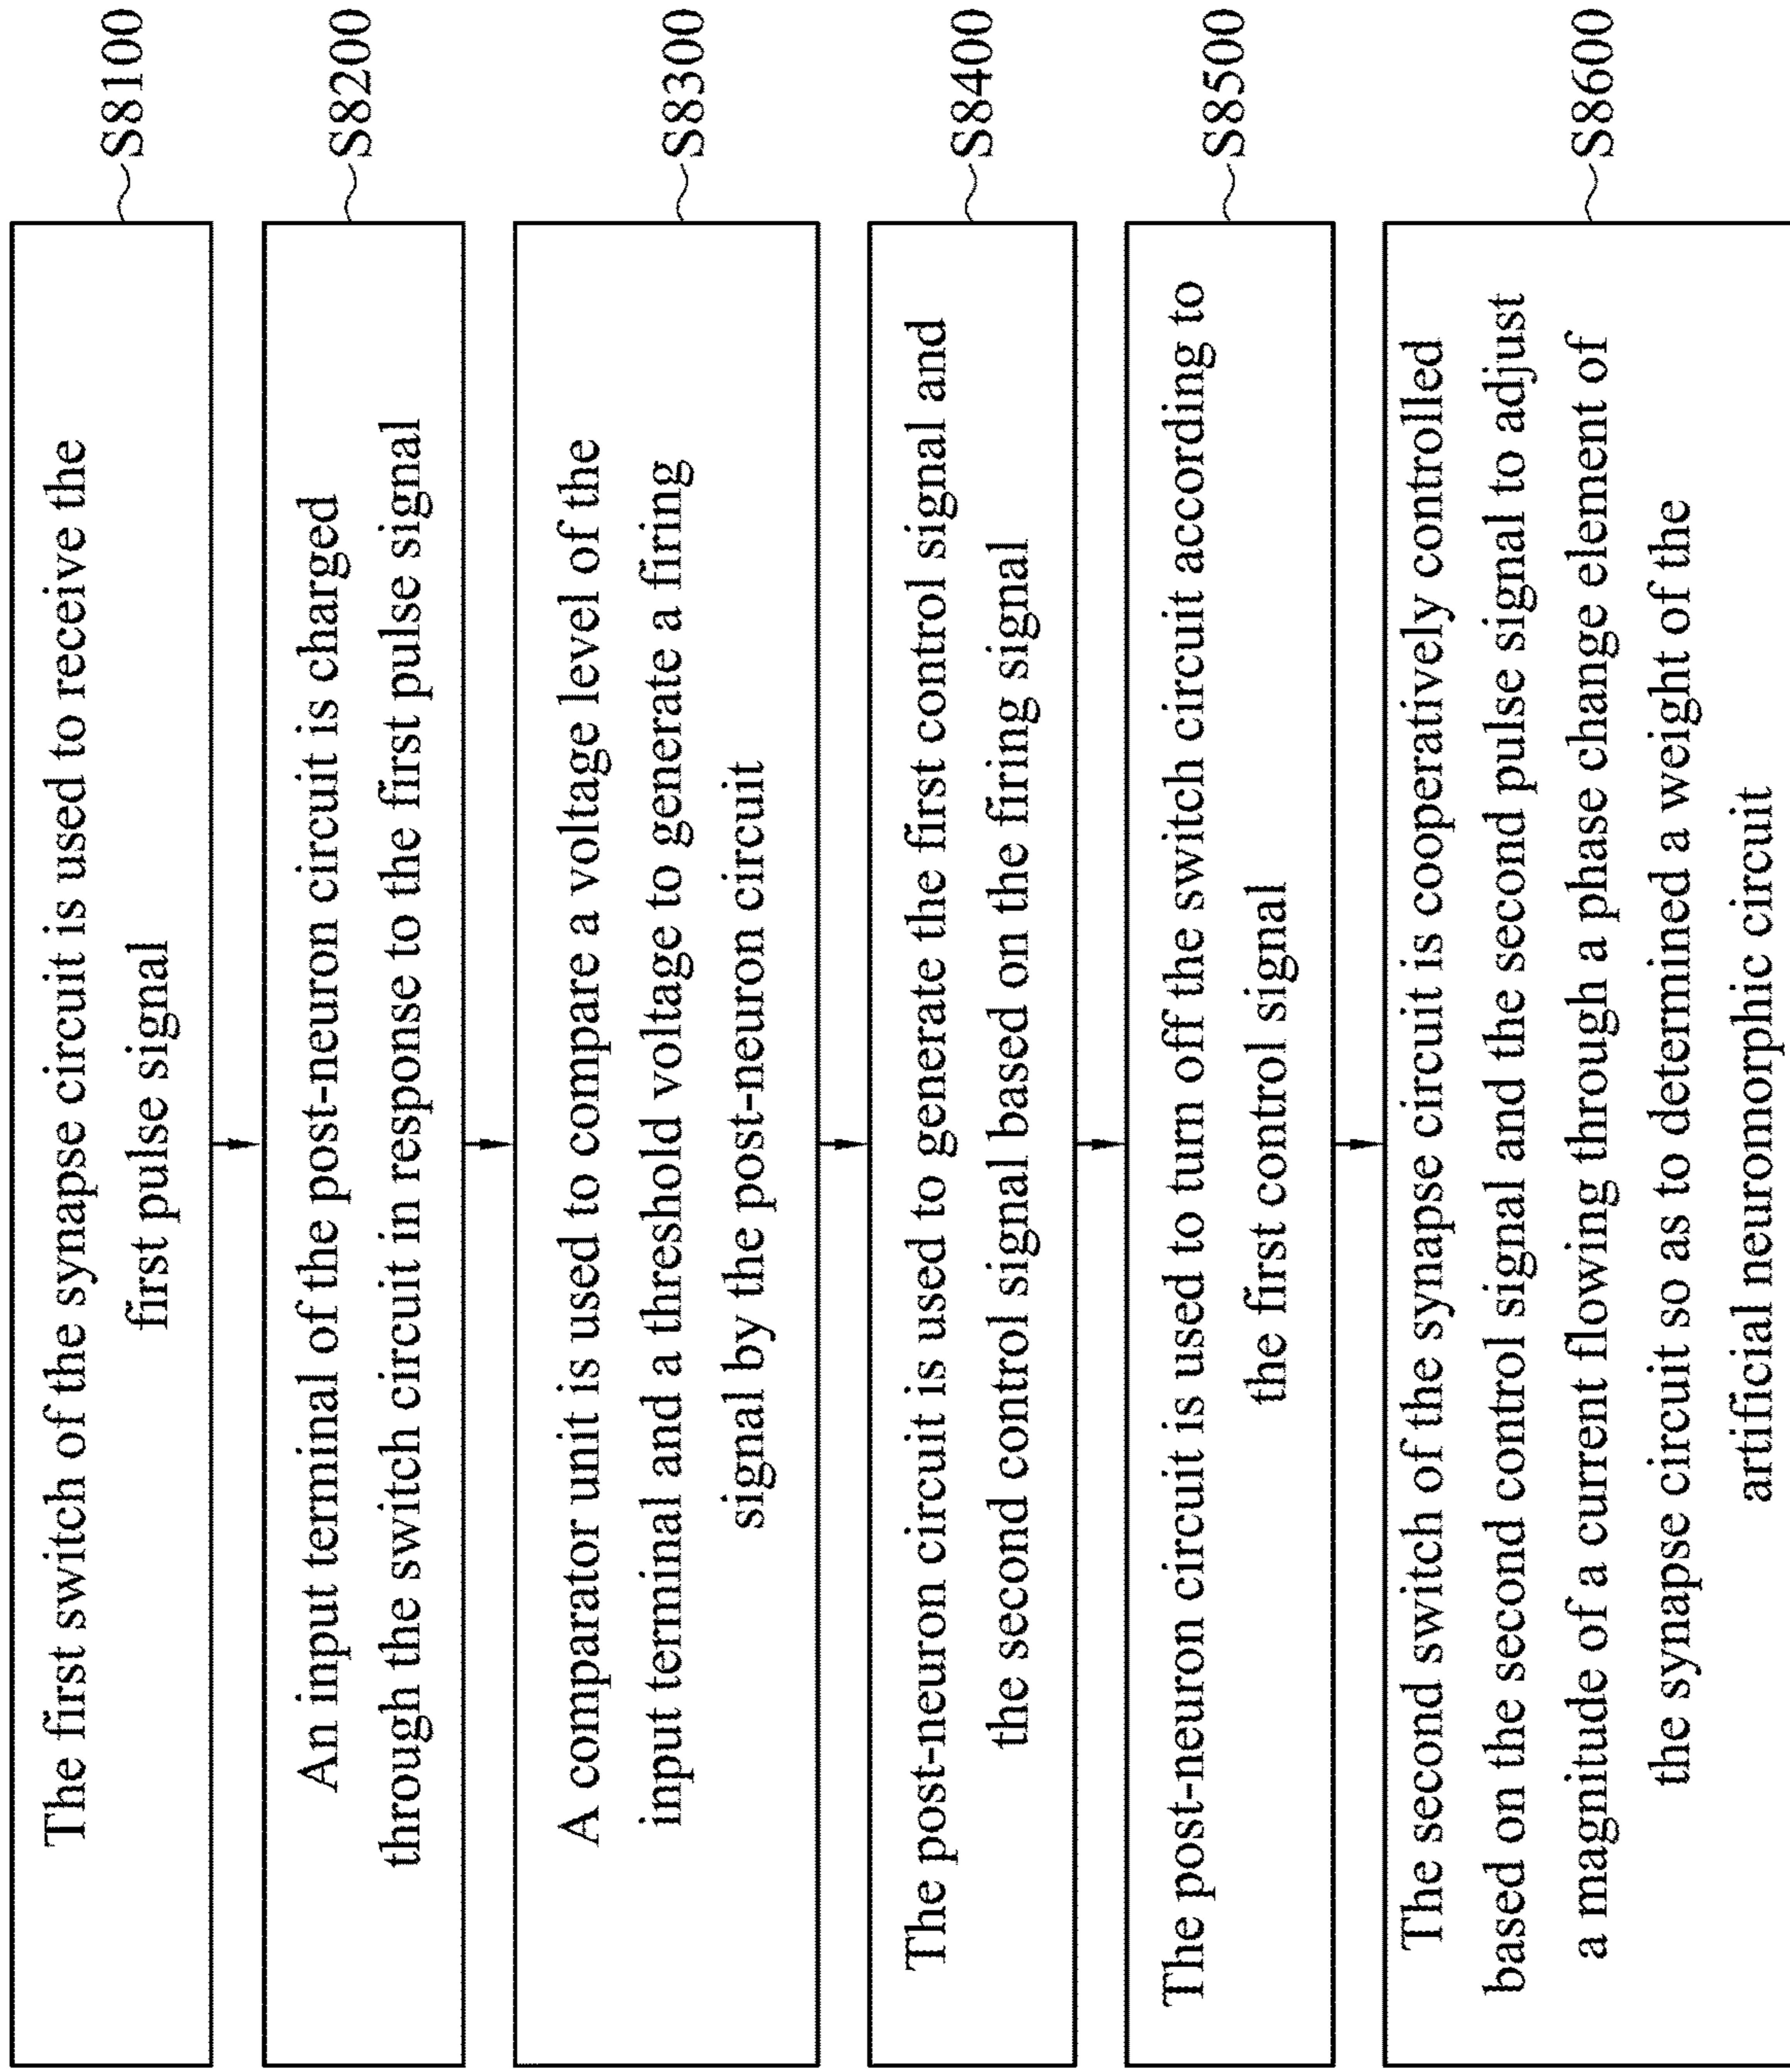 The first switch of the synapse circuit is used to receive the
first pulse signal
S8100
An input terminal of the post-neuron circuit is charged
through the switch circuit in response to the first pulse signal
S8200
A comparator unit is used to compare a voltage level of the
input terminal and a threshold voltage to generate a firing
signal by the post-neuron circuit
S8300
The post-neuron circuit is used to generate the first control signal and
the second control signal based on the firing signal
S8400
The post-neuron circuit is used to turn off the switch circuit according to
the first control signal
S8500
The second switch of the synapse circuit is cooperatively controlled
based on the second control signal and the second pulse signal to adjust
a magnitude of a current flowing through a phase change element of
the synapse circuit so as to determined a weight of the
artificial neuromorphic circuit
S8600